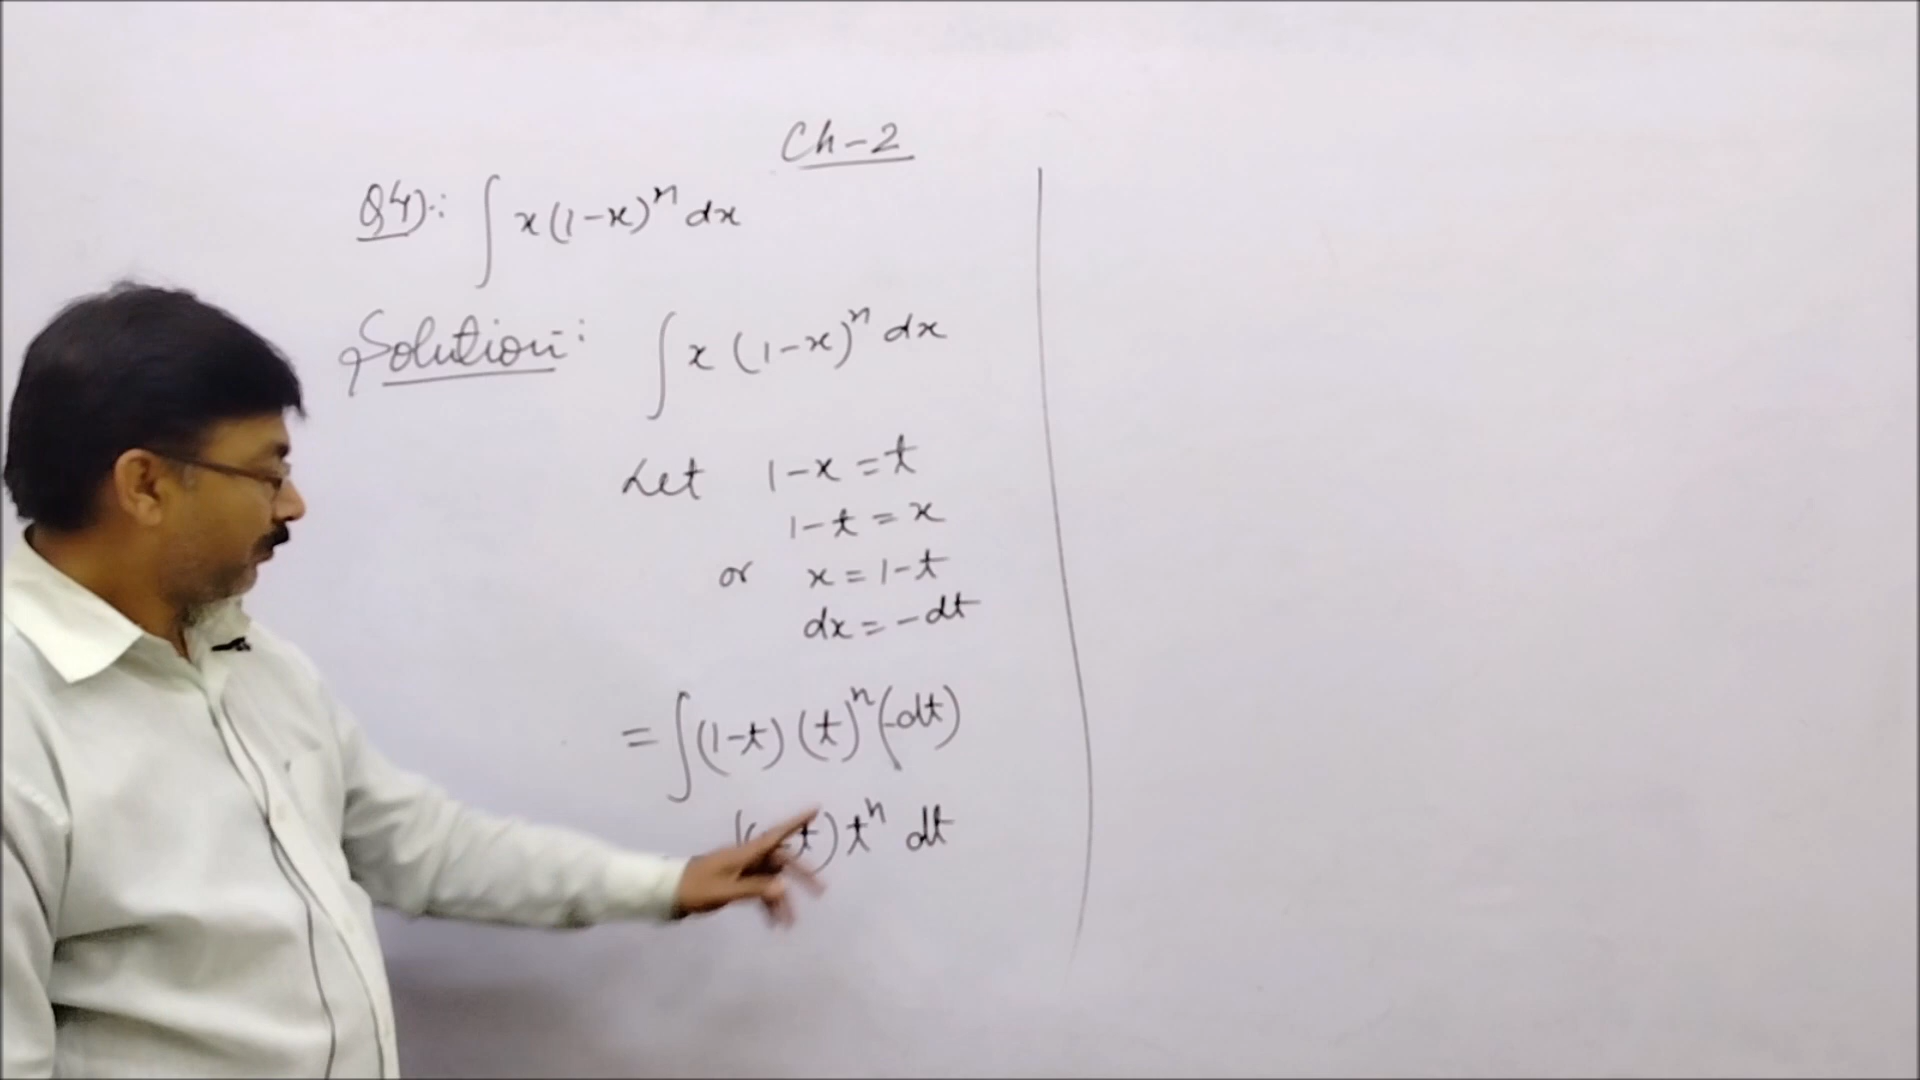 Ch-2
Q4): ∫ x(1-x)^n dx
Solution: ∫ x (1-x)^n dx
Let 1-x = t
1-t = x
or x = 1-t
dx = -dt
= ∫(1-t) (t)^n (-dt)
t) t^n dt